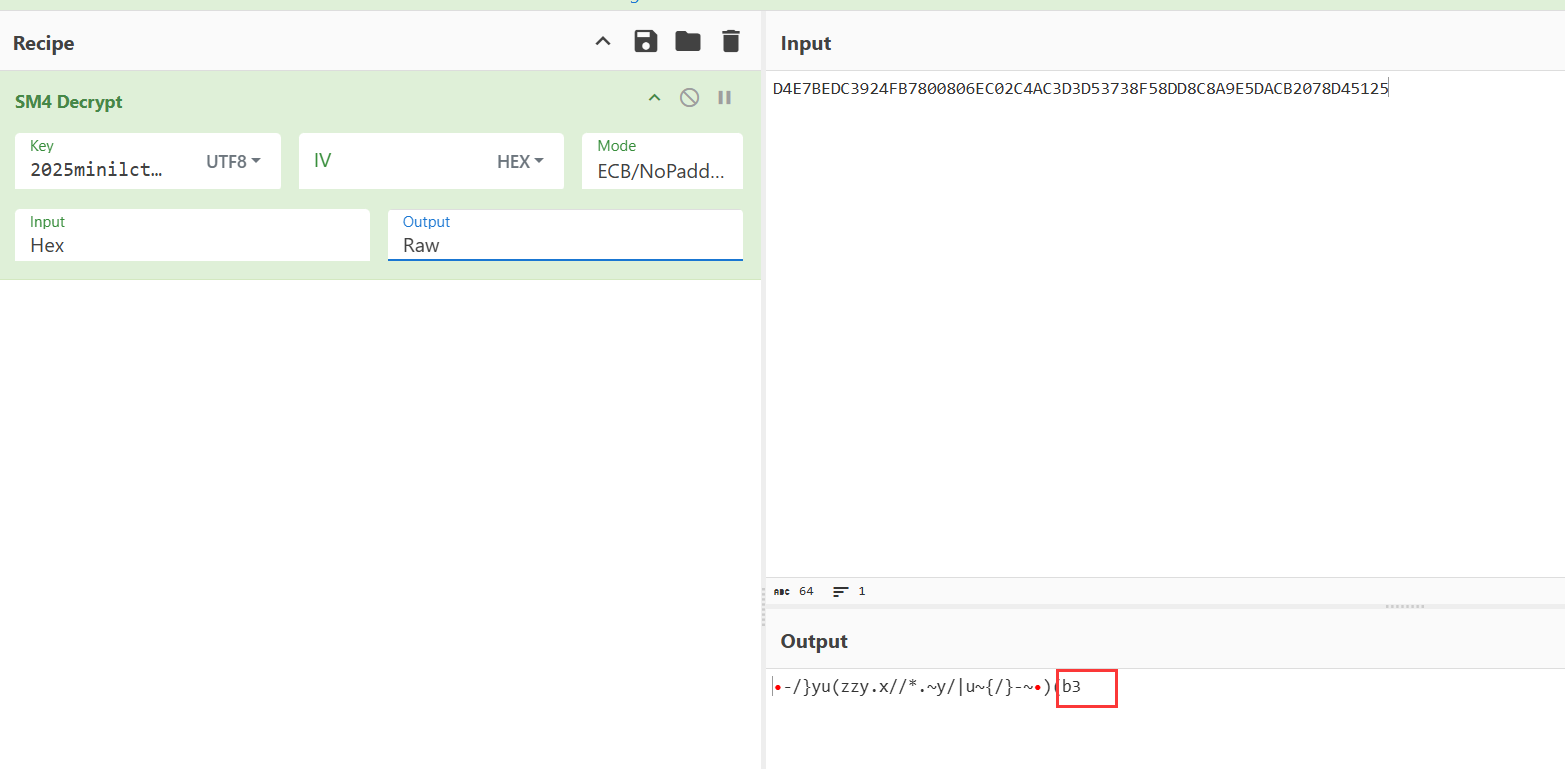 Recipe
SM4 Decrypt
Key
2025minilct…
UTF8
IV
HEX
Mode
ECB/NoPadd…
Input
Hex
Output
Raw
Input
D4E7BEDC3924FB7800806EC02C4AC3D3D53738F58DD8C8A9E5DACB2078D45125
ABC 64
1
Output
•-/}yu(zzy.x//*.~y/|u~{/}-~•)(b3